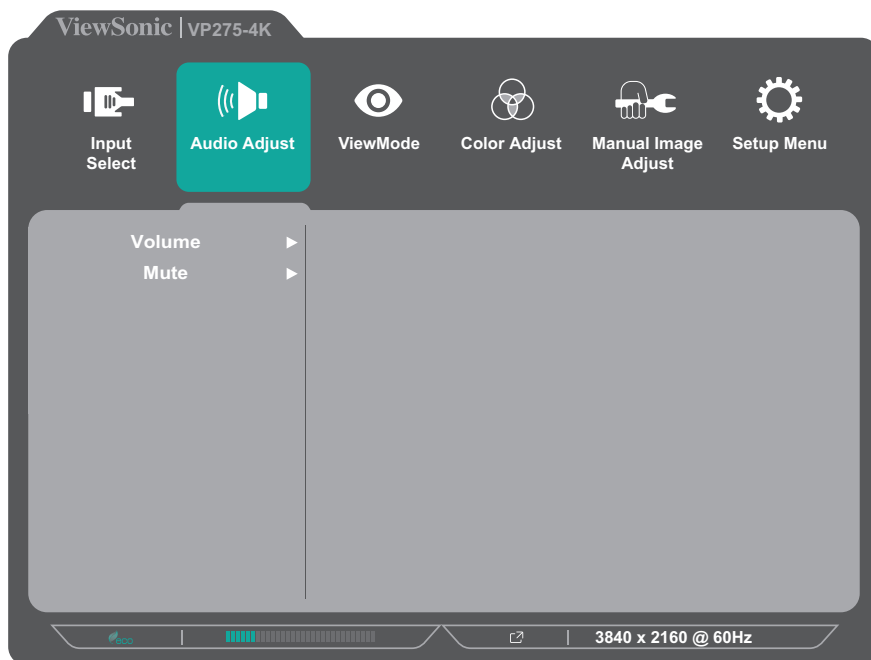 ViewSonic | VP275-4K
Input
Select
Audio Adjust
ViewMode
Color Adjust
Manual Image
Adjust
Setup Menu
Volume
Mute
eco
3840 x 2160 @ 60Hz